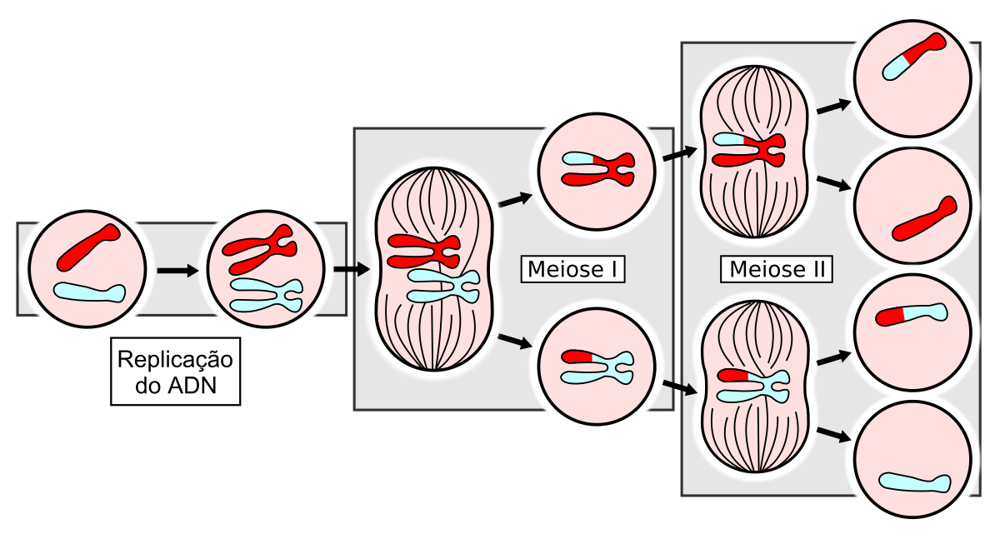 Replicação
do ADN
Meiose I
Meiose II